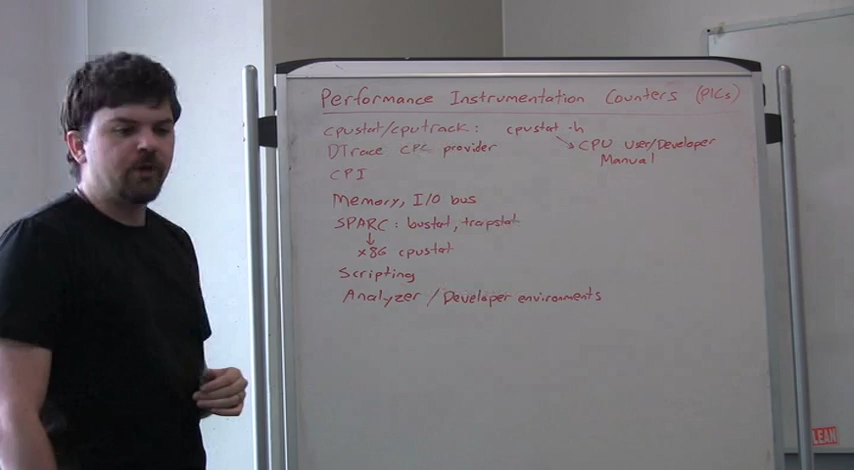 Performance Instrumentation Counters (PICs)
cpustat/cputrack: cpustat -h
DTrace CPC provider → CPU User/Developer
Manual
CPI
Memory, I/O bus
SPARC: busstat, trapstat
↓
x86 cpustat
Scripting
Analyzer / Developer environments
LEAN